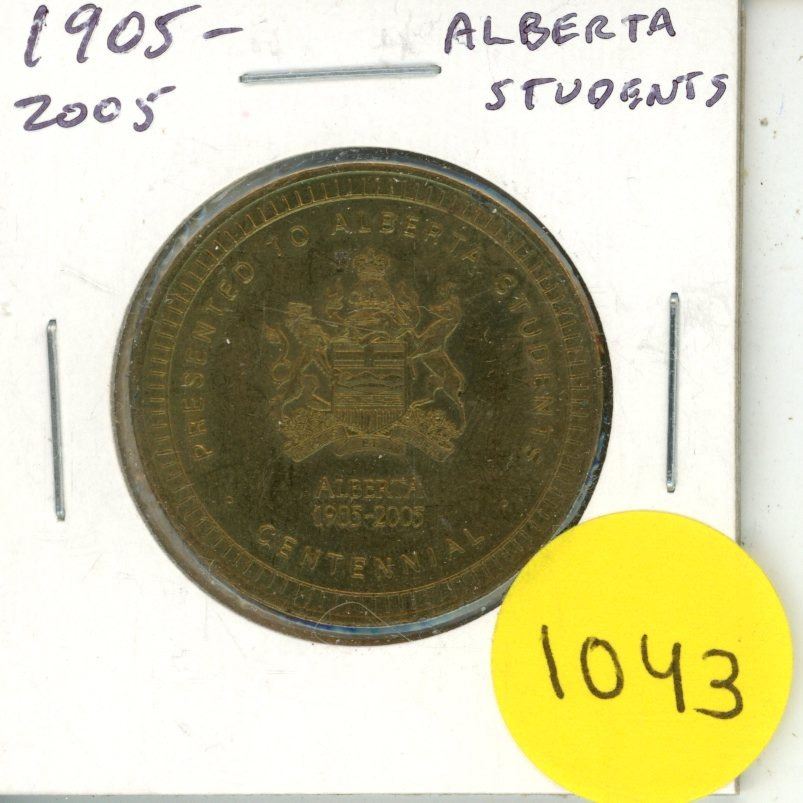 1905-
2005
ALBERTA
STUDENTS
PRESENTED TO ALBERTA STUDENTS
ALBERTA
1905-2005
CENTENNIAL
1043